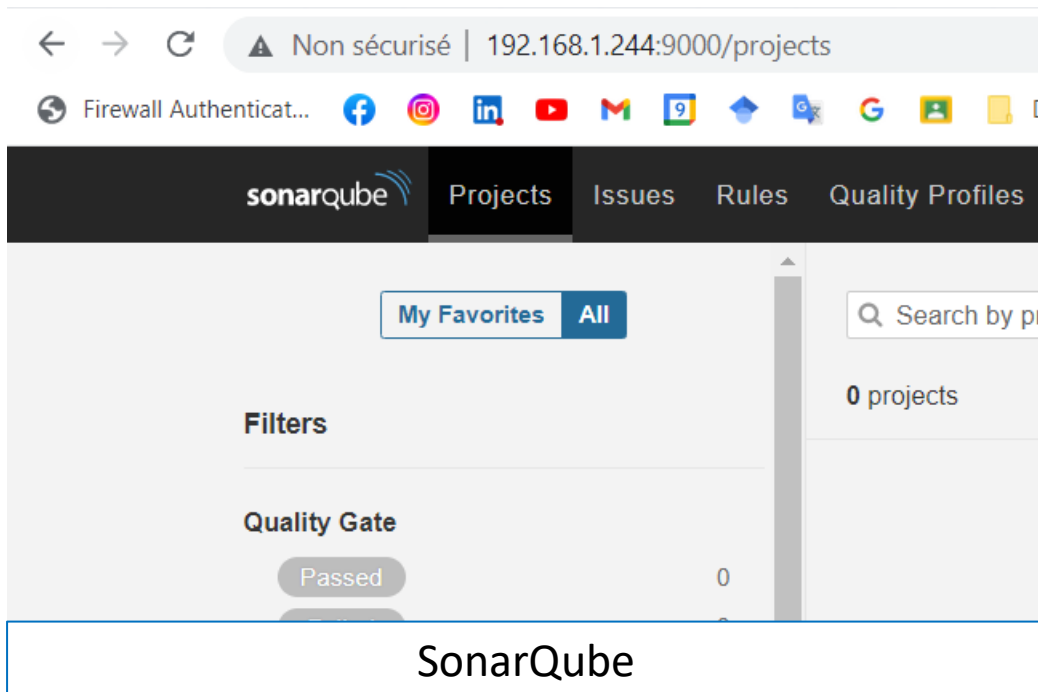 Non sécurisé | 192.168.1.244:9000/projects
Firewall Authenticat...
sonarqube Projects Issues Rules Quality Profiles
My Favorites All
Search by pr
0 projects
Filters
Quality Gate
Passed 0
SonarQube